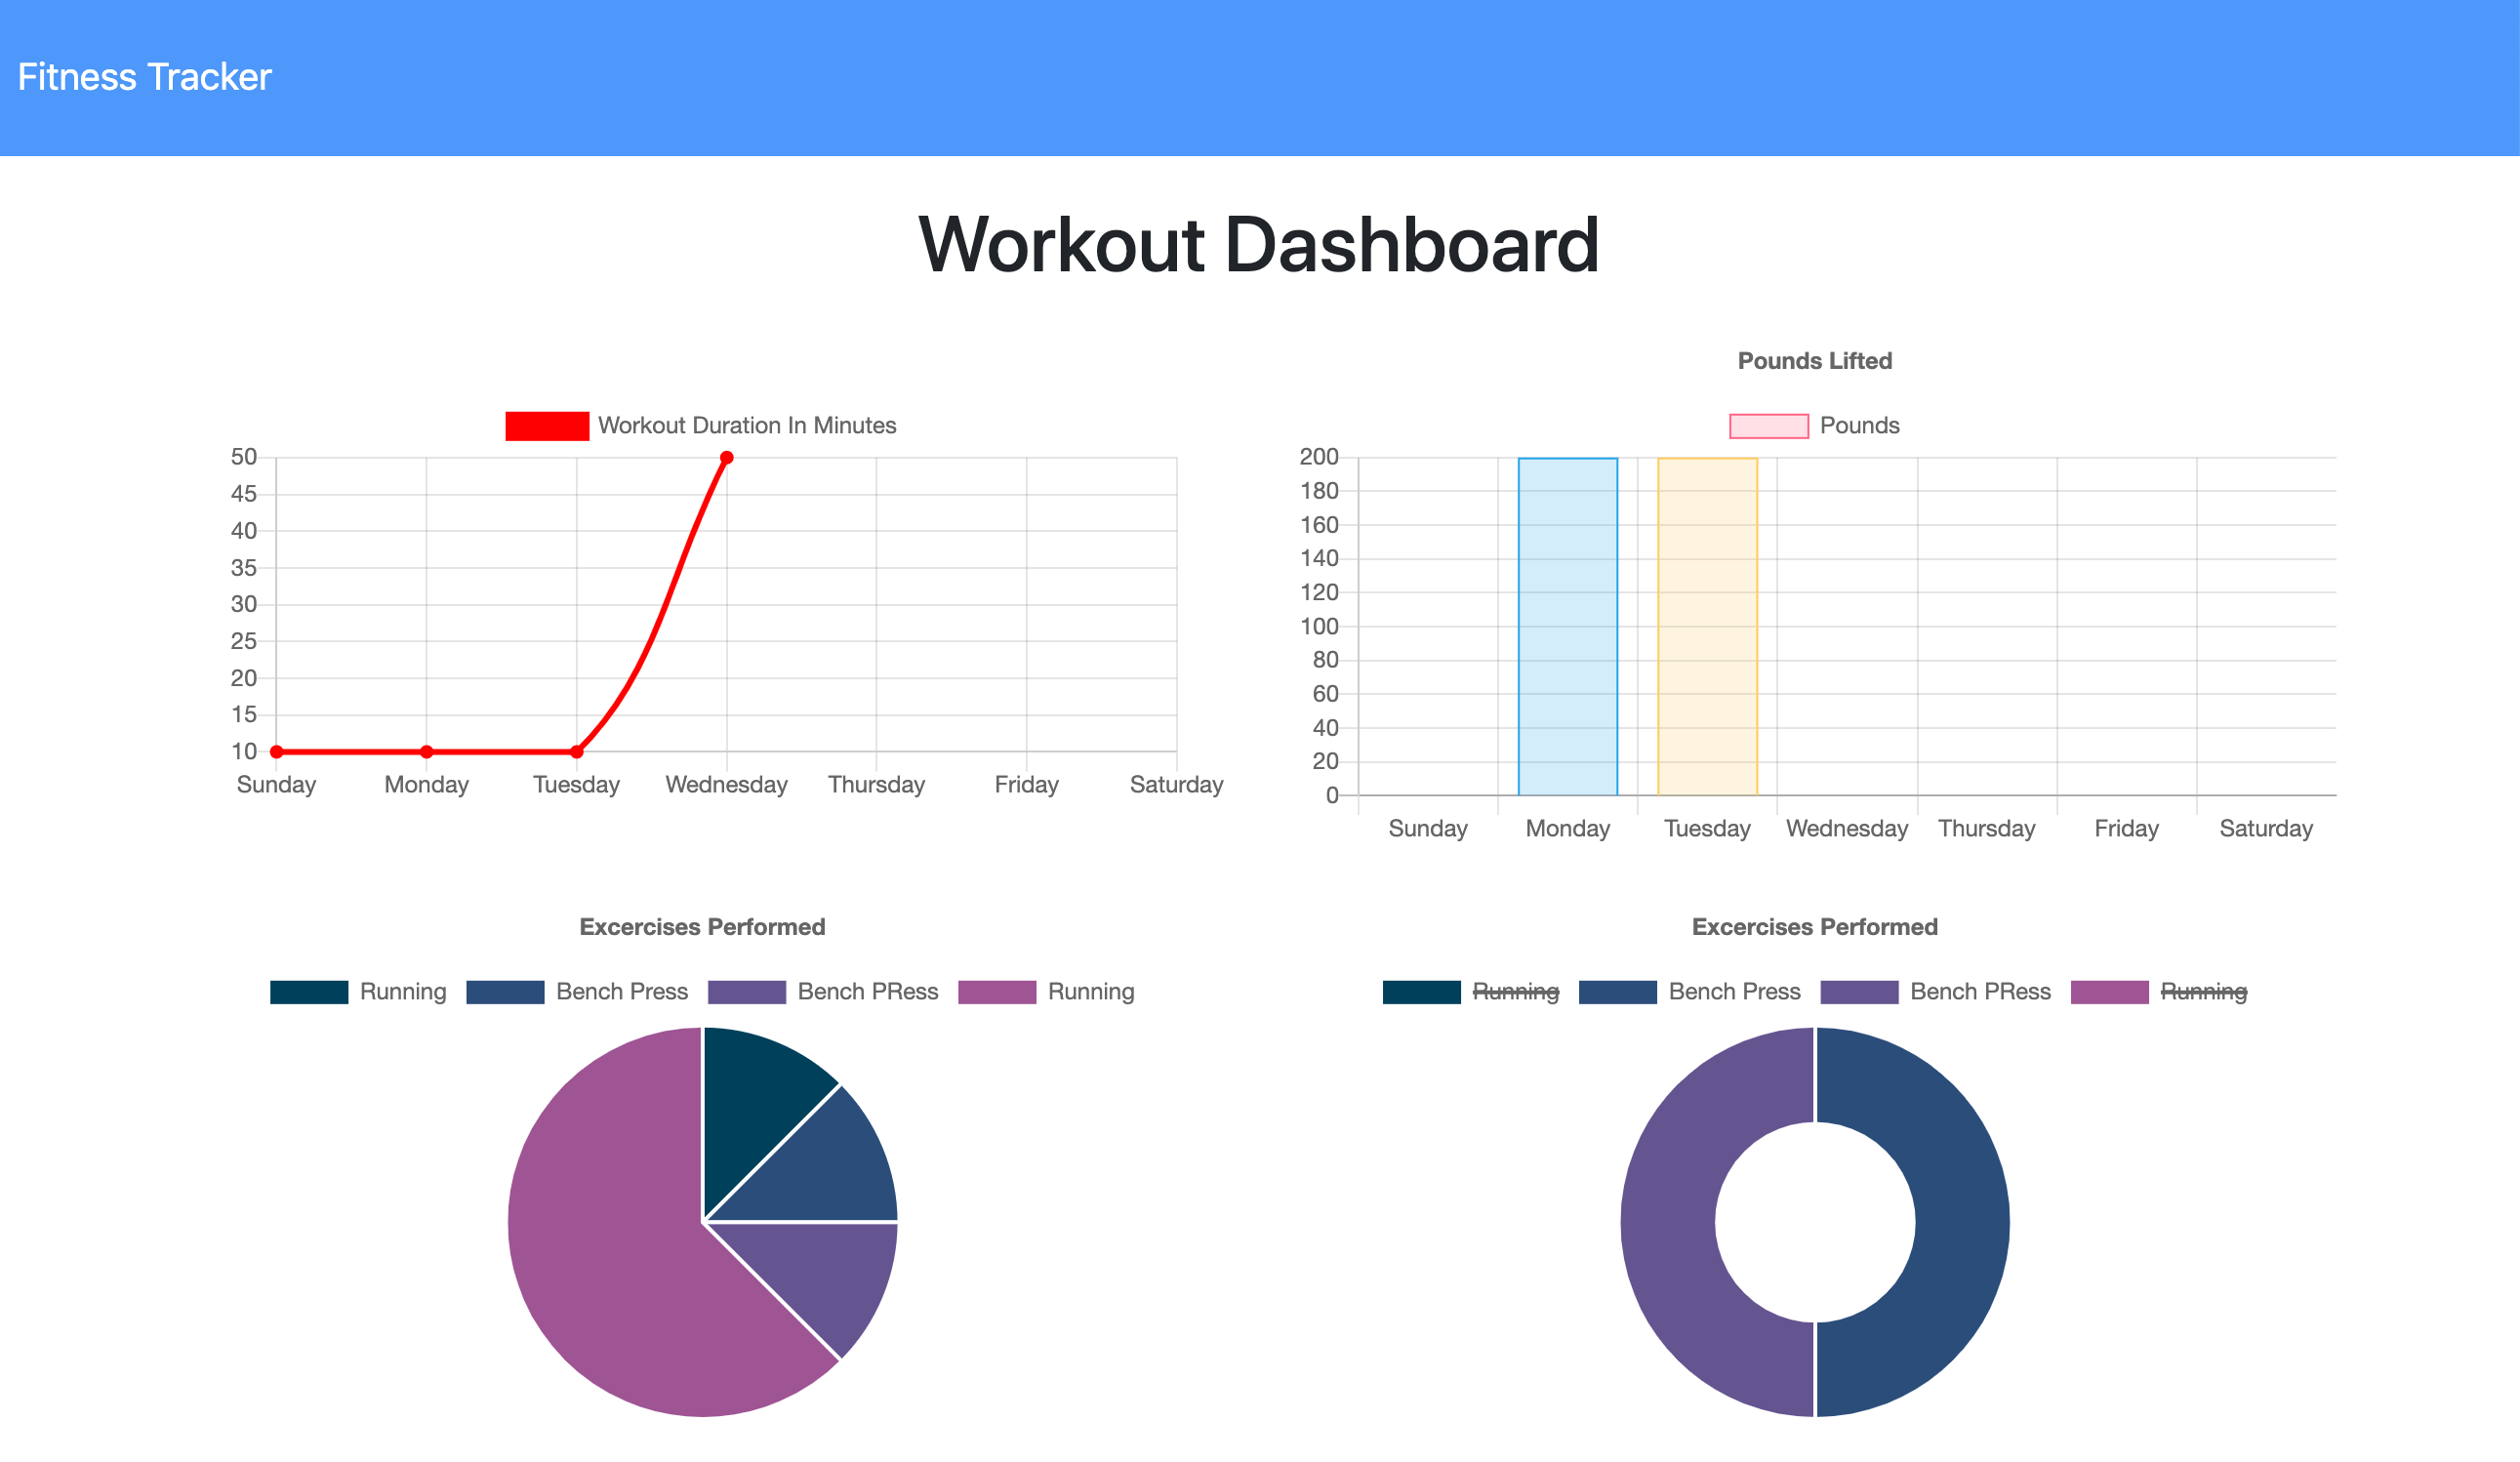 Fitness Tracker
Workout Dashboard
Workout Duration In Minutes
50
45
40
35
30
25
20
15
10
Sunday Monday Tuesday Wednesday Thursday Friday Saturday
Pounds Lifted
Pounds
200
180
160
140
120
100
80
60
40
20
0
Sunday Monday Tuesday Wednesday Thursday Friday Saturday
Excercises Performed
Running Bench Press Bench PRess Running
Excercises Performed
Running Bench Press Bench PRess Running